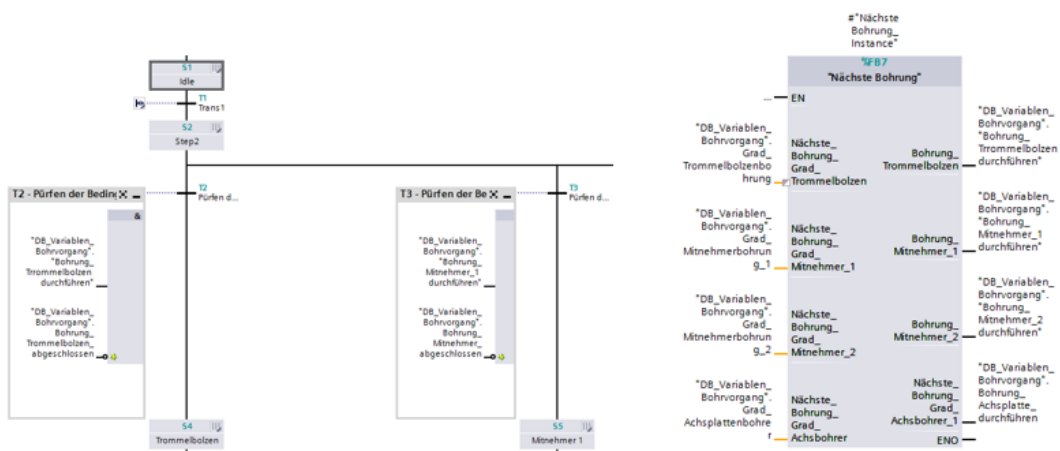 S1
Idle
T1
Trans1
S2
Step2
T2 - Pürfen der Beding
T2
Pürfen d...
&
"DB_Variablen_
Bohrvorgang".
"Bohrung_
Trrommelbolzen
durchführen"
"DB_Variablen_
Bohrvorgang".
Bohrung_
Trommelbolzen_
abgeschlossen
S4
Trommelbolzen
T3 - Pürfen der Be
T3
Pürfen d...
"DB_Variablen_
Bohrvorgang".
"Bohrung_
Mitnehmer_1
durchführen"
"DB_Variablen_
Bohrvorgang".
Bohrung_
Mitnehmer_
abgeschlossen
S5
Mitnehmer 1
#"Nächste
Bohrung_
Instance"
%FB7
"Nächste Bohrung"
... EN
"DB_Variablen_
Bohrvorgang".
Grad_
Trommelbolzenbo
hrung
Nächste_
Bohrung_
Grad_
Trommelbolzen
Bohrung_
Trommelbolzen
"DB_Variablen_
Bohrvorgang".
"Bohrung_
Trrommelbolzen
durchführen"
"DB_Variablen_
Bohrvorgang".
Grad_
Mitnehmerbohrun
g_1
Nächste_
Bohrung_
Grad_
Mitnehmer_1
Bohrung_
Mitnehmer_1
"DB_Variablen_
Bohrvorgang".
"Bohrung_
Mitnehmer_1
durchführen"
"DB_Variablen_
Bohrvorgang".
Grad_
Mitnmerbohrun
g_2
Nächste_
Bohrung_
Grad_
Mitnehmer_2
Bohrung_
Mitnehmer_2
"DB_Variablen_
Bohrvorgang".
"Bohrung_
Mitnehmer_2
durchführen"
"DB_Variablen_
Bohrvorgang".
Grad_
Achsplattenbohre
r
Nächste_
Bohrung_
Grad_
Achsbohrer
Nächste_
Bohrung_
Grad_
Achsbohrer_1
"DB_Variablen_
Bohrvorgang".
Bohrung_
Achsplatte_
durchführen
ENO